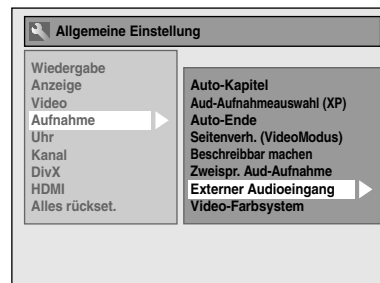 Allgemeine Einstellung
Wiedergabe
Anzeige
Video
Aufnahme
Uhr
Kanal
DivX
HDMI
Alles rückset.
Auto-Kapitel
Aud-Aufnahmeauswahl (XP)
Auto-Ende
Seitenverh. (VideoModus)
Beschreibbar machen
Zweispr. Aud-Aufnahme
Externer Audioeingang
Video-Farbsystem